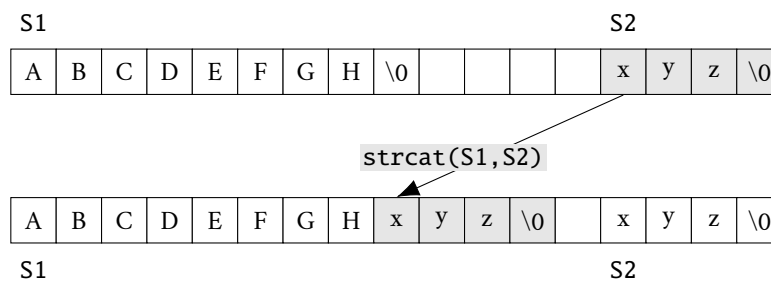 S1 S2
A B C D E F G H \0 x y z \0
strcat(S1,S2)
A B C D E F G H x y z \0 x y z \0
S1 S2